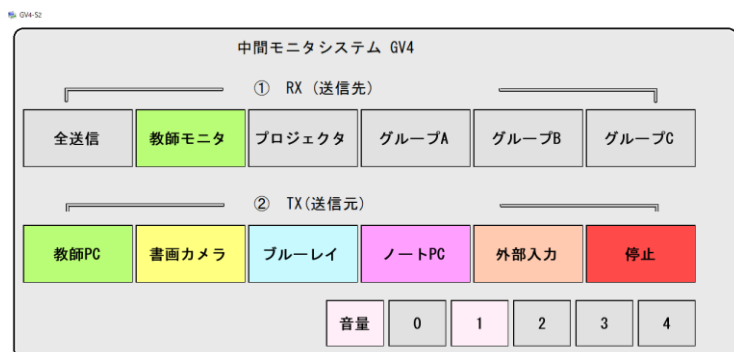 GV4-S2
中間モニタシステム GV4
① RX (送信先)
全送信 教師モニタ プロジェクタ グループA グループB グループC
② TX(送信元)
教師PC 書画カメラ ブルーレイ ノートPC 外部入力 停止
音量 0 1 2 3 4